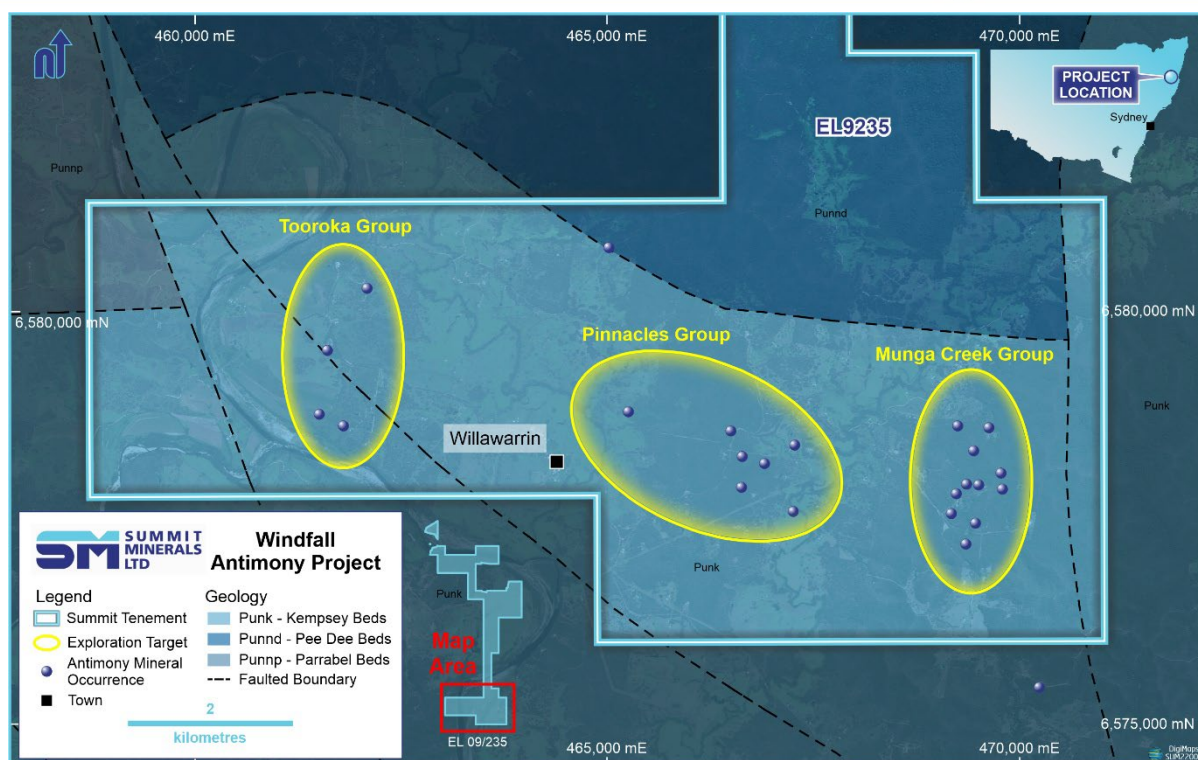 460,000 mE
465,000 mE
470,000 mE
PROJECT
LOCATION
Sydney
EL9235
Punnp
Punnd
Tooroka Group
6,580,000 mN
6,580,000 mN
Pinnacles Group
Munga Creek Group
Punk
Willawarrin
SM SUMMIT
MINERALS
LTD
Windfall
Antimony Project
Legend
Summit Tenement
Exploration Target
Antimony Mineral
Occurrence
Town
2
kilometres
Geology
Punk - Kempsey Beds
Punnd - Pee Dee Beds
Punnp - Parrabel Beds
Faulted Boundary
Punk
Punk
Map
Area
EL 09/235
465,000 mE
470,000 mE
6,575,000 mN
DigiMaps